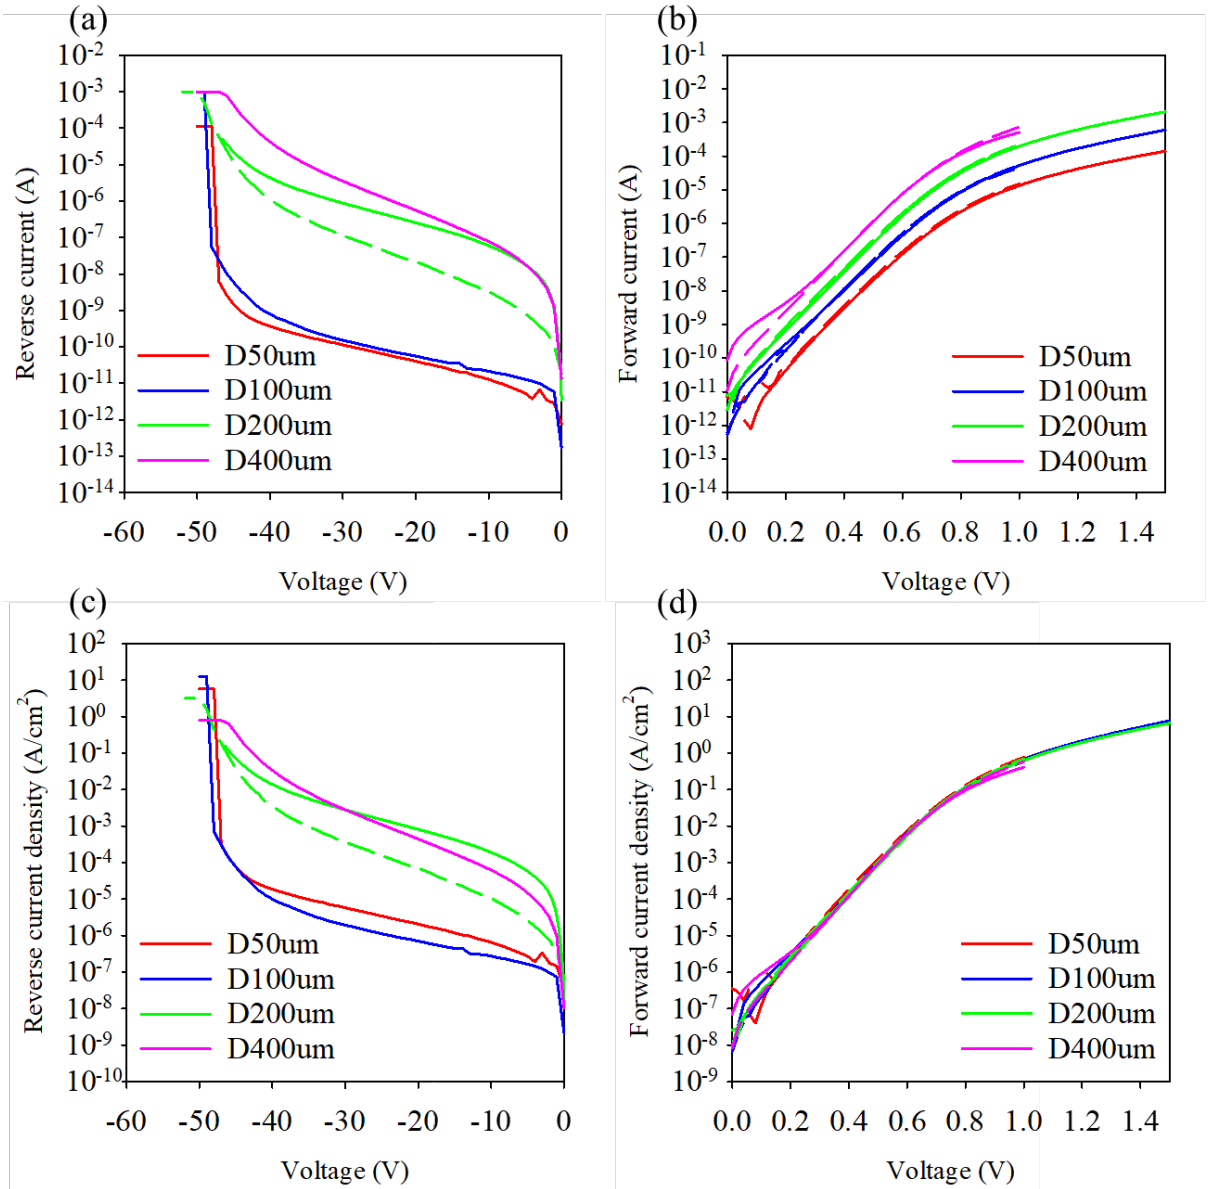 (a)
Reverse current (A)
10-2
10-3
10-4
10-5
10-6
10-7
10-8
10-9
10-10
10-11
10-12
10-13
10-14
D50um
D100um
D200um
D400um
-60 -50 -40 -30 -20 -10 0
Voltage (V)
(b)
Forward current (A)
10-1
10-2
10-3
10-4
10-5
10-6
10-7
10-8
10-9
10-10
10-11
10-12
10-13
10-14
D50um
D100um
D200um
D400um
0.0 0.2 0.4 0.6 0.8 1.0 1.2 1.4
Voltage (V)
(c)
Reverse current density (A/cm2)
102
101
100
10-1
10-2
10-3
10-4
10-5
10-6
10-7
10-8
10-9
10-10
D50um
D100um
D200um
D400um
-60 -50 -40 -30 -20 -10 0
Voltage (V)
(d)
Forward current density (A/cm2)
103
102
101
100
10-1
10-2
10-3
10-4
10-5
10-6
10-7
10-8
10-9
D50um
D100um
D200um
D400um
0.0 0.2 0.4 0.6 0.8 1.0 1.2 1.4
Voltage (V)